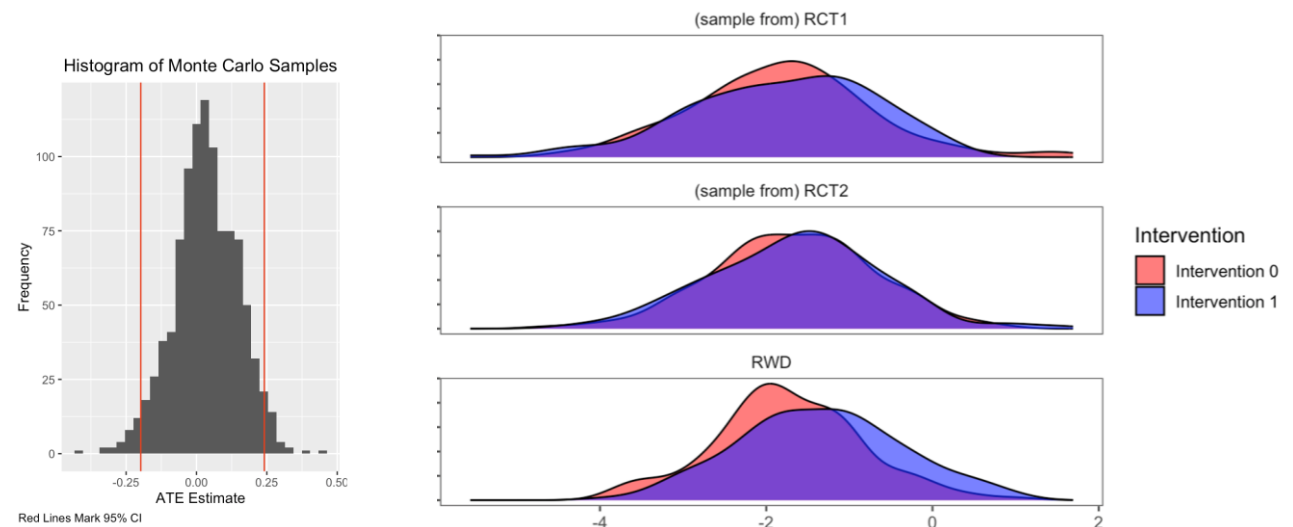 Histogram of Monte Carlo Samples
Frequency
100
75
50
25
0
-0.25
0.00
0.25
0.50
ATE Estimate
Red Lines Mark 95% CI
(sample from) RCT1
(sample from) RCT2
RWD
-4
-2
0
2
Intervention
Intervention 0
Intervention 1